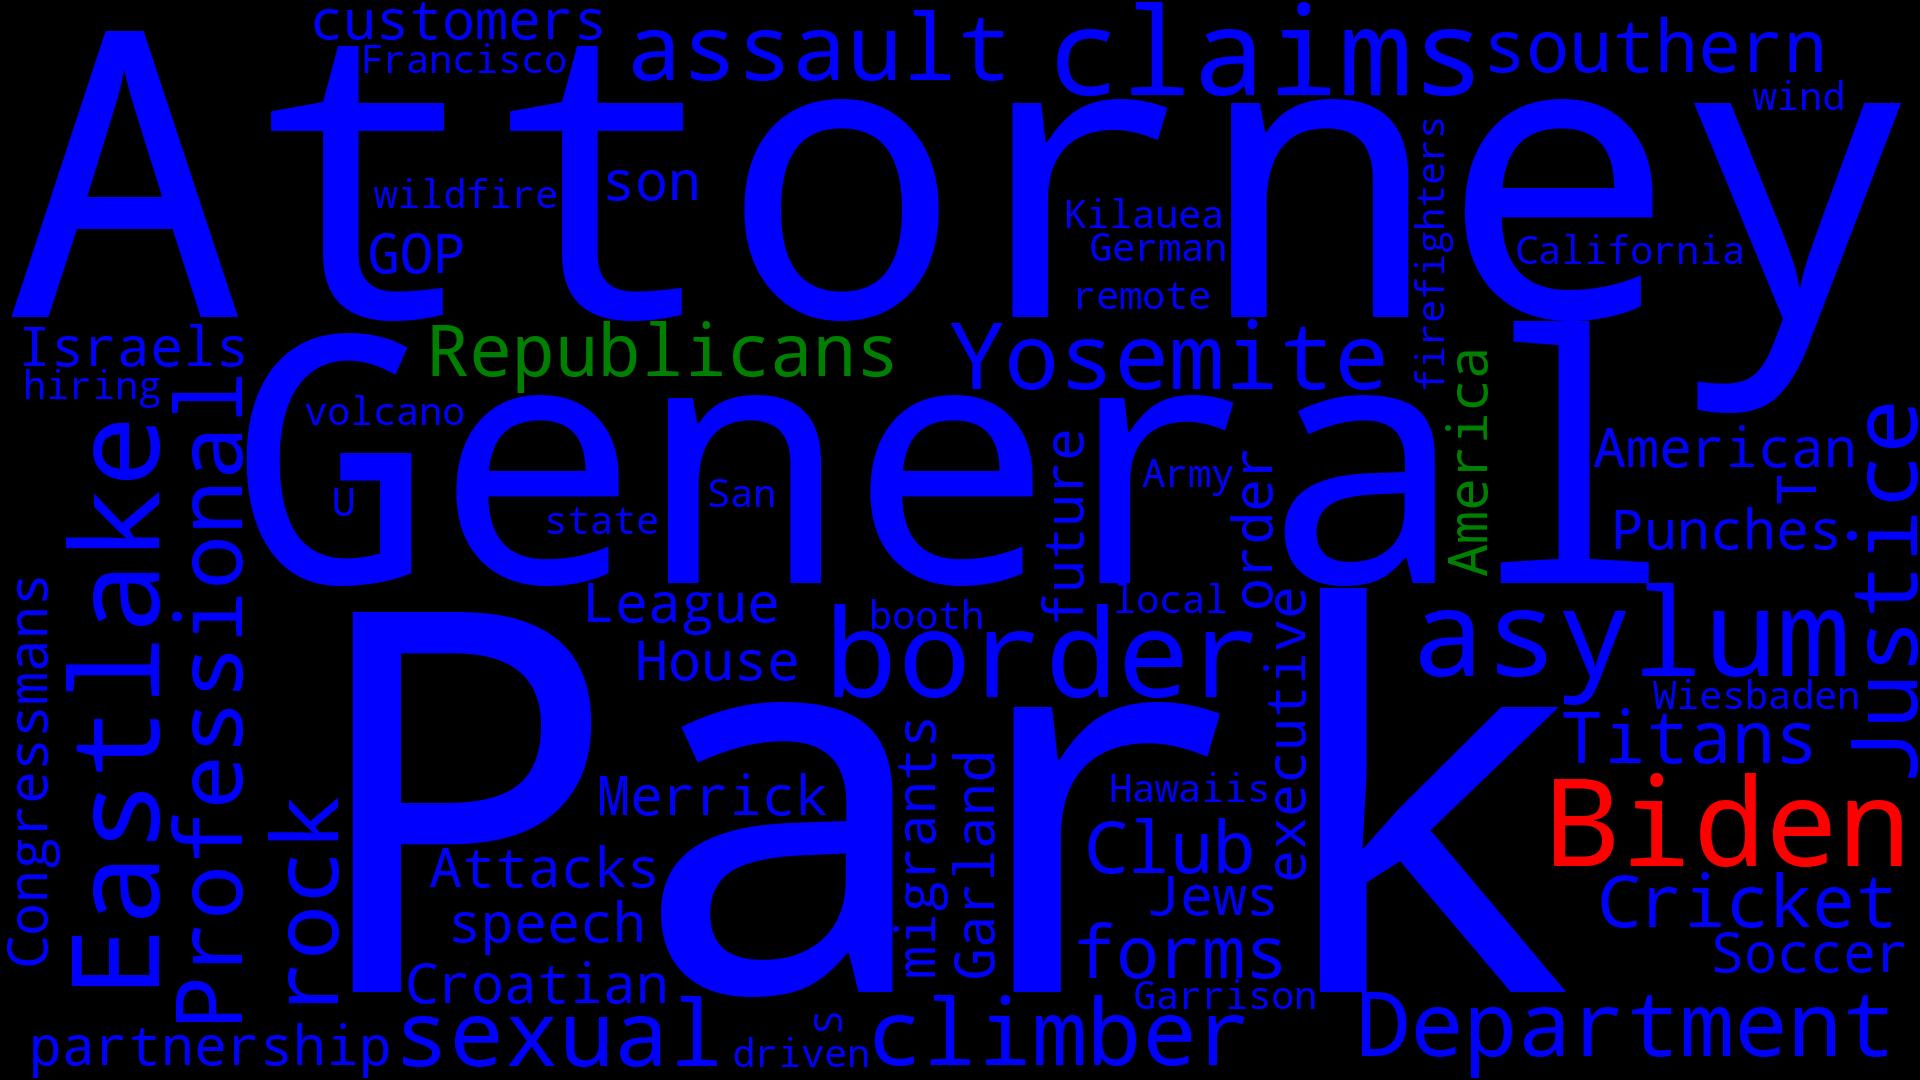 customers
Francisco
assault
claims
southern
wind
Attorney
wildfire
son
GOP
Kilauea
German
remote
firefighters
California
Israels
hiring
Republicans
Yosemite
America
General
volcano
U
state
San
future
Army
order
American
T
Punches
Justice
Eastlake
Professional
Congressmans
League
House
booth
border
local
executive
asylum
Wiesbaden
Titans
Park
rock
Merrick
Attacks
speech
Croatian
migrants
Garland
Hawaiis
Club
Jews
forms
Garrison
Biden
Cricket
Soccer
Department
partnership
sexual
S
driven
climber